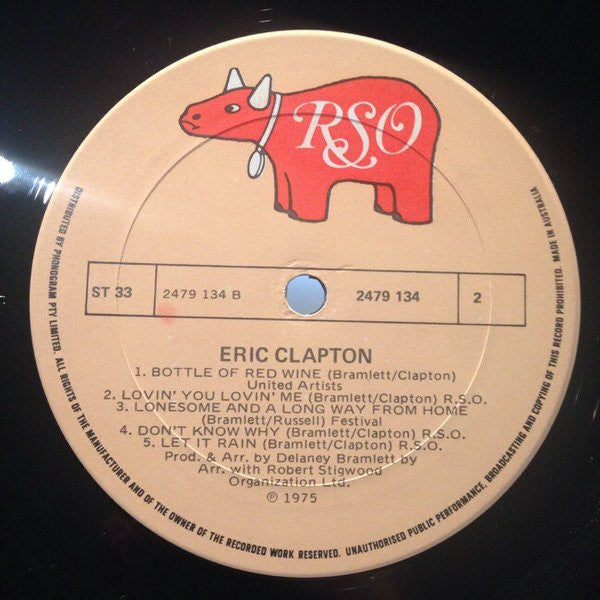 RSO
ST 33
2479 134 B
2479 134
2
ERIC CLAPTON
1. BOTTLE OF RED WINE (Bramlett/Clapton)
United Artists
2. LOVIN' YOU LOVIN' ME (Bramlett/Clapton) R.S.O.
3. LONESOME AND A LONG WAY FROM HOME
(Bramlett/Russell) Festival
4. DON'T KNOW WHY (Bramlett/Clapton) R.S.O.
5. LET IT RAIN (Bramlett/Clapton) R.S.O.
Prod. & Arr. by Delaney Bramlett by
Arr. with Robert Stigwood
Organization Ltd.
℗ 1975
DISTRIBUTED BY PHONOGRAM PTY LIMITED. ALL RIGHTS OF THE MANUFACTURER AND OF THE OWNER OF THE RECORDED WORK RESERVED. UNAUTHORISED PUBLIC PERFORMANCE, BROADCASTING AND COPYING OF THIS RECORD PROHIBITED. MADE IN AUSTRALIA